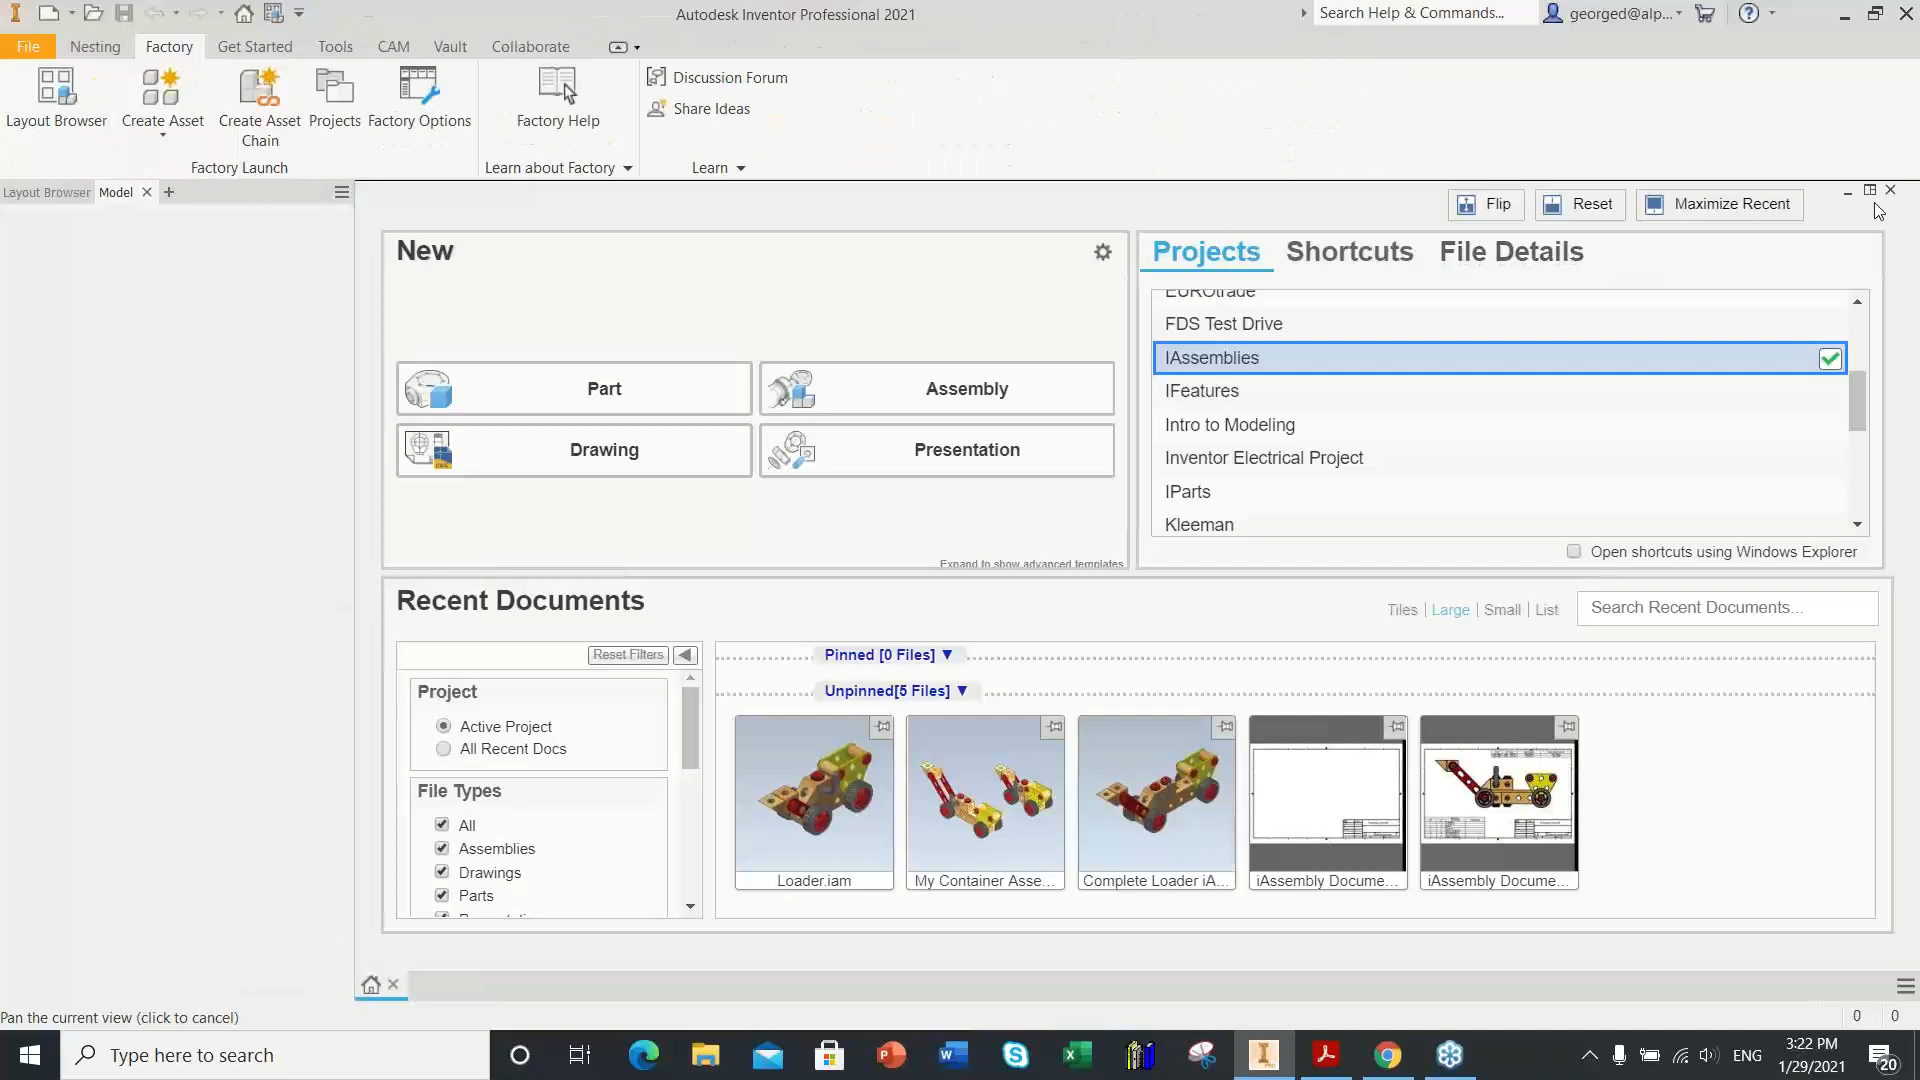 Autodesk Inventor Professional 2021
Search Help & Commands...
georged@alp...
File
Nesting
Factory
Get Started
Tools
CAM
Vault
Collaborate
Layout Browser
Create Asset
Create Asset
Chain
Projects
Factory Options
Factory Help
Discussion Forum
Share Ideas
Factory Launch
Learn about Factory
Learn
Layout Browser
Model
Flip
Reset
Maximize Recent
New
Part
Assembly
Drawing
Presentation
Expand to show advanced templates
Projects
Shortcuts
File Details
EUROtrade
FDS Test Drive
IAssemblies
IFeatures
Intro to Modeling
Inventor Electrical Project
IParts
Kleeman
Open shortcuts using Windows Explorer
Recent Documents
Tiles | Large | Small | List
Search Recent Documents...
Reset Filters
Project
Active Project
All Recent Docs
File Types
All
Assemblies
Drawings
Parts
Pinned [0 Files] ▼
Unpinned[5 Files] ▼
Loader.iam
My Container Asse...
Complete Loader iA...
iAssembly Docume...
iAssembly Docume...
Pan the current view (click to cancel)
0 0
Type here to search
ENG
3:22 PM
1/29/2021
20